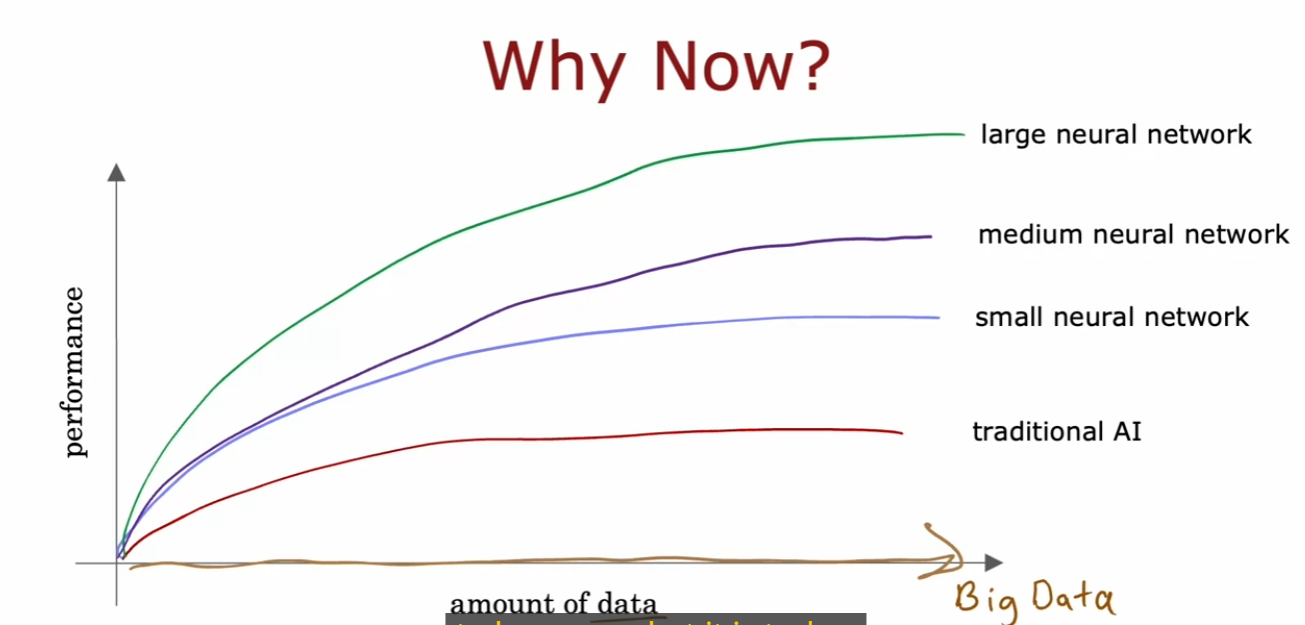 Why Now?
large neural network
medium neural network
small neural network
traditional AI
performance
amount of data
Big Data